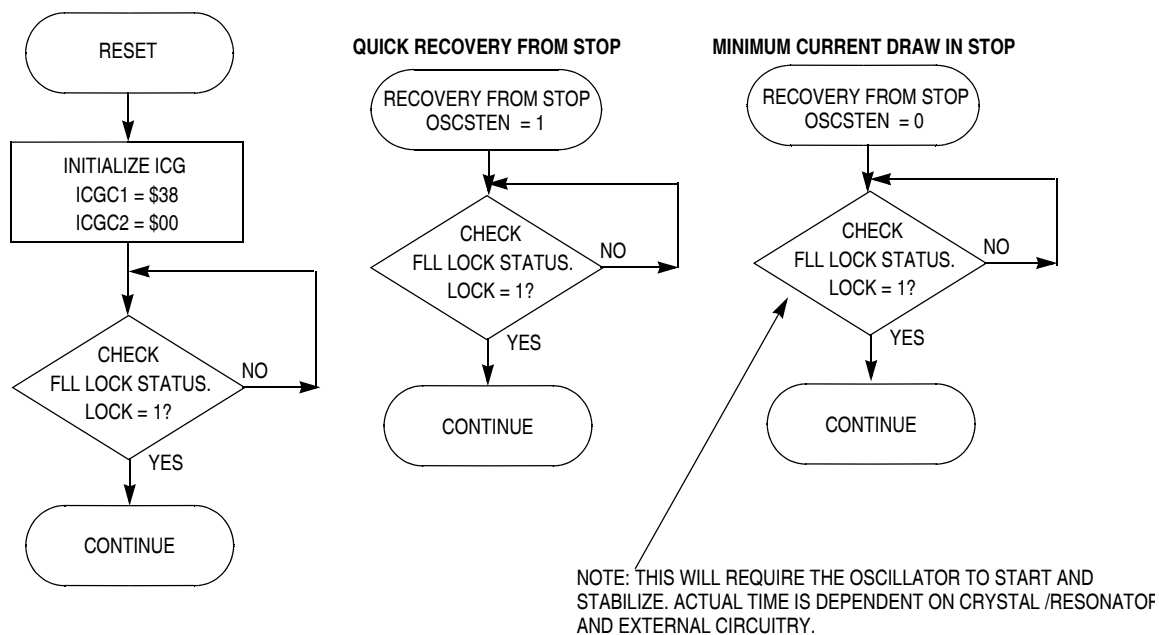 RESET
INITIALIZE ICG
ICGC1 = $38
ICGC2 = $00
CHECK
FLL LOCK STATUS.
LOCK = 1?
NO
YES
CONTINUE
QUICK RECOVERY FROM STOP
RECOVERY FROM STOP
OSCSTEN = 1
CHECK
FLL LOCK STATUS.
LOCK = 1?
NO
YES
CONTINUE
MINIMUM CURRENT DRAW IN STOP
RECOVERY FROM STOP
OSCSTEN = 0
CHECK
FLL LOCK STATUS.
LOCK = 1?
NO
YES
CONTINUE
NOTE: THIS WILL REQUIRE THE OSCILLATOR TO START AND
STABILIZE. ACTUAL TIME IS DEPENDENT ON CRYSTAL /RESONATOR
AND EXTERNAL CIRCUITRY.